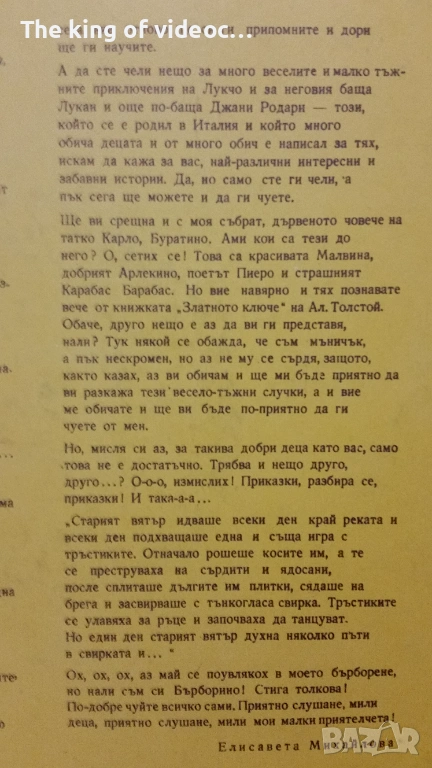 The king of videoc...
припомните и дори
ще ги научите.
А да сте чели нещо за много веселите и малко тъж-
ните приключения на Лукчо и за неговия баща
Лукан и още по-баща Джани Родари — този,
който се е родил в Италия и който много
обича децата и от много обич е написал за тях,
искам да кажа за вас, най-различни интересни и
забавни истории. Да, но само сте ги чели, а
пък сега ще можете и да ги чуете.
Ще ви срещна и с моя събрат, дървеното човече на
татко Карло, Буратино. Ами кои са тези до
него? О, сетих се! Това са красивата Малвина,
добрият Арлекино, поетът Пиеро и страшният
Карабас Барабас. Но вие навярно и тях познавате
вече от книжката „Златното ключе" на Ал. Толстой.
Обаче, друго нещо е аз да ви ги представя,
нали? Тук някой се обажда, че съм мъничък,
а пък нескромен, но аз не му се сърдя, защото,
както казах, аз ви обичам и ще ми бъде приятно да
ви разкажа тези весело-тъжни случки, а и вие
ме обичате и ще ви бъде по-приятно да ги
чуете от мен.
Но, мисля си аз, за такива добри деца като вас, само
това не е достатъчно. Трябва и нещо друго,
друго...? О-о-о, измислих! Приказки, разбира се,
приказки! И така-а-а...
„Старият вятър идваше всеки ден край реката и
всеки ден подхващаше една и съща игра с
тръстиките. Отначало рошеше косите им, а те
се преструваха на сърдити и ядосани,
после сплиташе дългите им плитки, сядаше на
брега и засвирваше с тънкогласа свирка. Тръстиките
се улавяха за ръце и започваха да танцуват.
Но един ден старият вятър духна няколко пъти
в свирката и... "
Ох, ох, ох, аз май се поувлякох в моето бърборене,
но нали съм си Бърборино! Стига толкова!
По-добре чуйте всичко сами. Приятно слушане, мили
деца, приятно слушане, мили мои малки приятелчета!
Елисавета Михайлова
bazar